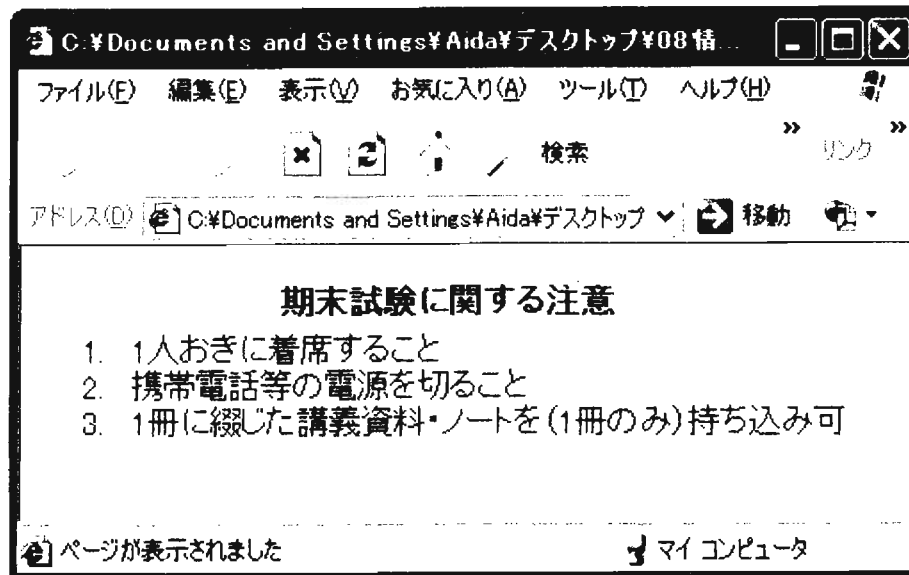 C:¥Documents and Settings¥Aida¥デスクトップ¥08情...
ファイル(F) 編集(E) 表示(V) お気に入り(A) ツール(T) ヘルプ(H)
検索 » リンク »
アドレス(D) C:¥Documents and Settings¥Aida¥デスクトップ 移動
期末試験に関する注意
1. 1人おきに着席すること
2. 携帯電話等の電源を切ること
3. 1冊に綴じた講義資料・ノートを(1冊のみ)持ち込み可
ページが表示されました マイ コンピュータ